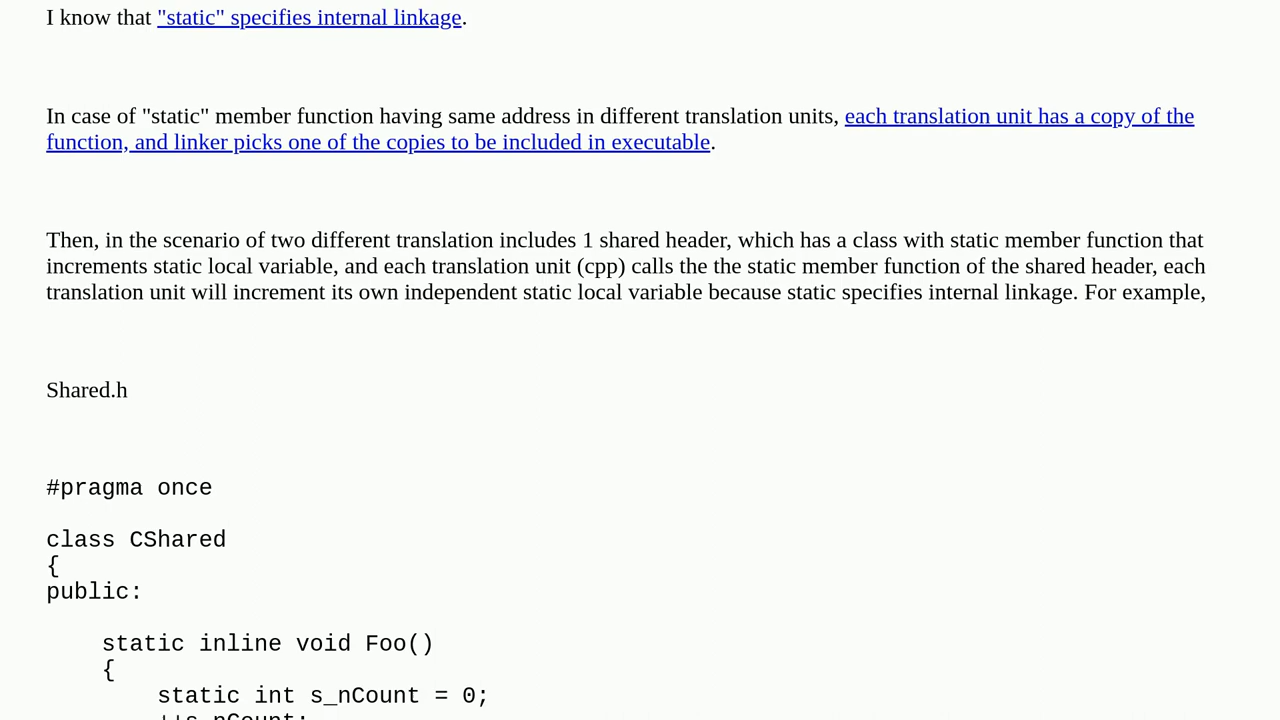 I know that "static" specifies internal linkage.
In case of "static" member function having same address in different translation units, each translation unit has a copy of the
function, and linker picks one of the copies to be included in executable.
Then, in the scenario of two different translation includes 1 shared header, which has a class with static member function that
increments static local variable, and each translation unit (cpp) calls the the static member function of the shared header, each
translation unit will increment its own independent static local variable because static specifies internal linkage. For example,
Shared.h
#pragma once
class CShared
{
public:
static inline void Foo()
{
static int s_nCount = 0;
++s_nCount;